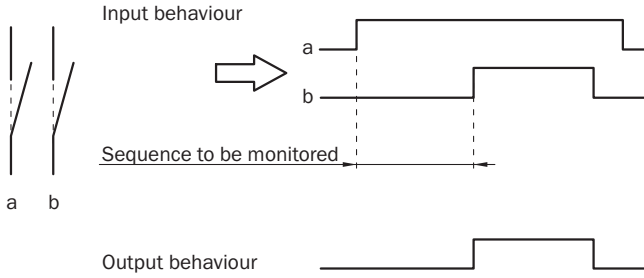 Input behaviour
a
b
Sequence to be monitored
a b
Output behaviour